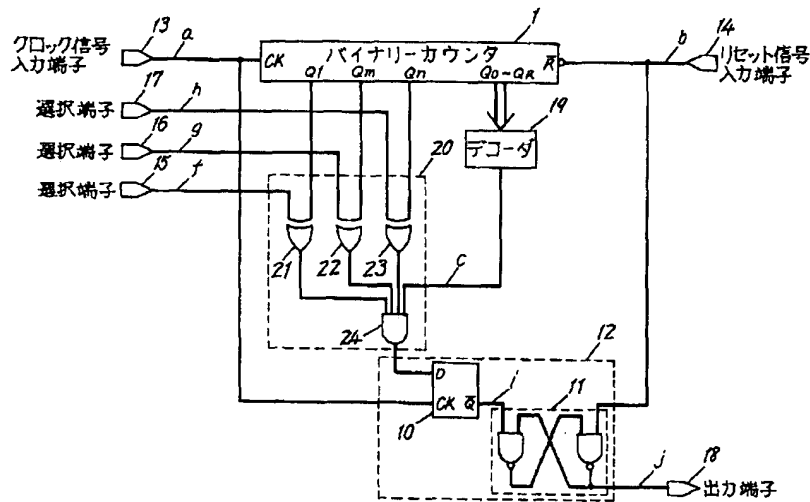 13
クロック信号
入力端子
a
1
CK
バイナリーカウンタ
R̅
Ql
Qm
Qn
Q0~QK
b
14
リセット信号
入力端子
17
選択端子
h
16
選択端子
g
15
選択端子
f
19
デコーダ
20
21
22
23
c
24
12
D
CK
Q̅
10
i
11
j
18
出力端子